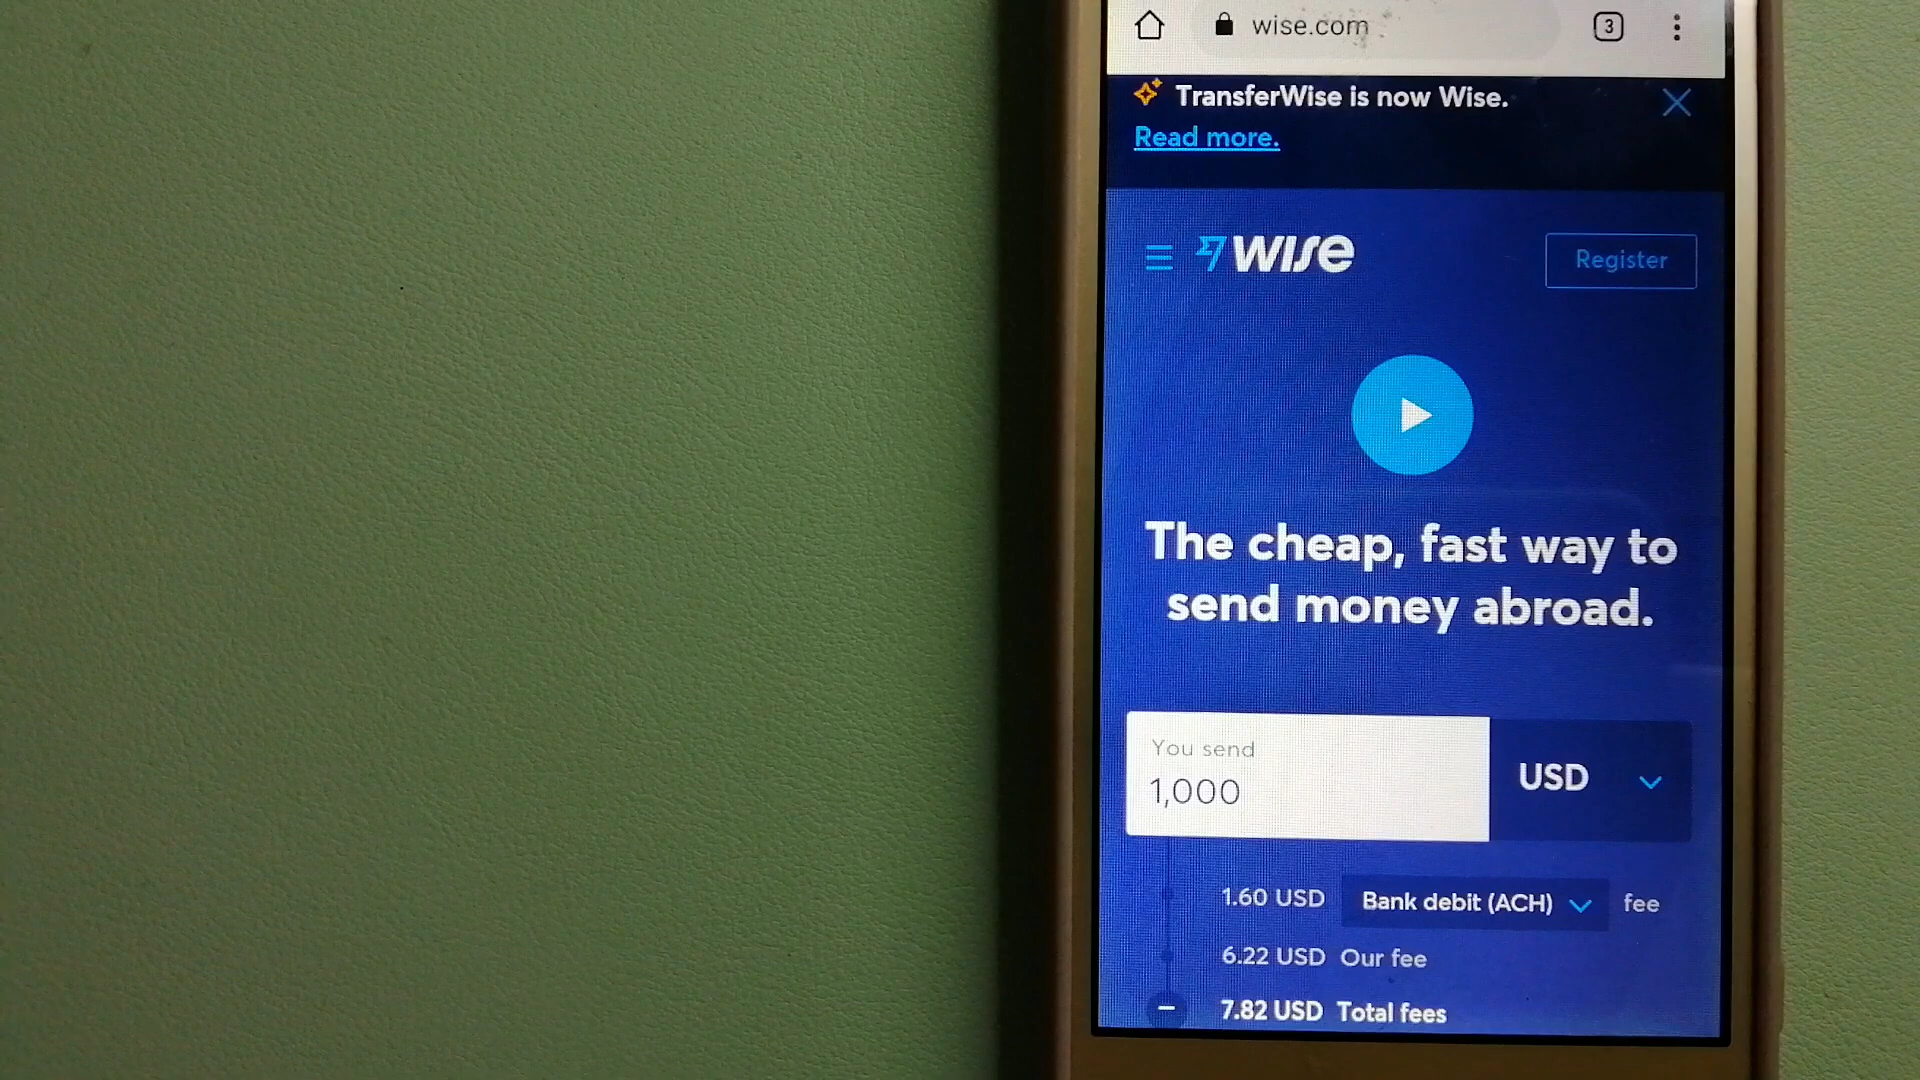 wise.com 3
TransferWise is now Wise.
Read more.
wise Register
The cheap, fast way to
send money abroad.
You send
1,000 USD
1.60 USD Bank debit (ACH) fee
6.22 USD Our fee
7.82 USD Total fees